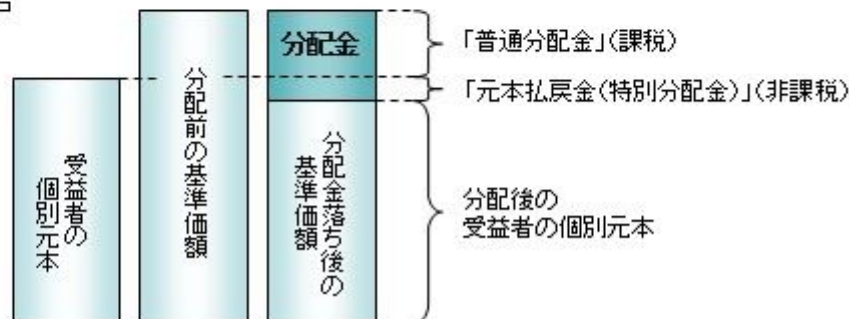 受益者の
個別元本
分配前の基準価額
分配金
分配金落ち後の
基準価額
「普通分配金」(課税)
「元本払戻金(特別分配金)」(非課税)
分配後の
受益者の個別元本